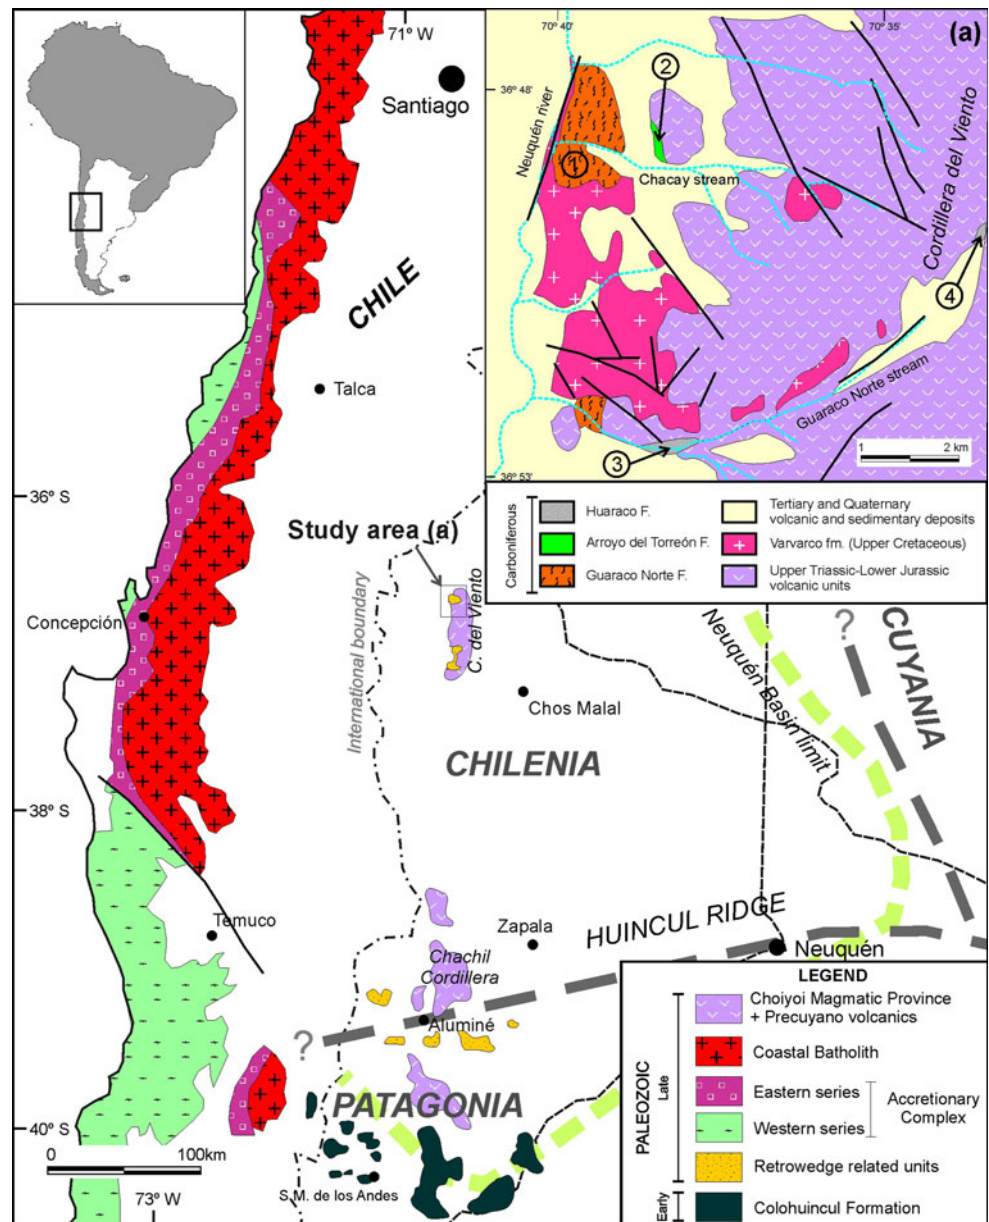 71° W
Santiago
CHILE
Talca
36° S
Study area (a)
Concepción
International boundary
C. del Viento
Chos Malal
CHILENIA
Neuquén Basin limit
CUYANIA
?
38° S
Temuco
Zapala
HUINCUL RIDGE
Neuquén
Chachil
Cordillera
Aluminé
?
PATAGONIA
40° S
0 100km
73° W
S.M. de los Andes
70° 40'
70° 35'
(a)
36° 48'
Neuquén river
2
1
Chacay stream
Cordillera del Viento
4
Guaraco Norte stream
3
1 2 km
36° 53'
Carboniferous
Huaraco F.
Arroyo del Torreón F.
Guaraco Norte F.
Tertiary and Quaternary
volcanic and sedimentary deposits
Varvarco fm. (Upper Cretaceous)
Upper Triassic-Lower Jurassic
volcanic units
LEGEND
PALEOZOIC
Late
Early
Choiyoi Magmatic Province
+ Precuyano volcanics
Coastal Batholith
Eastern series
Western series
Accretionary
Complex
Retrowedge related units
Colohuincul Formation